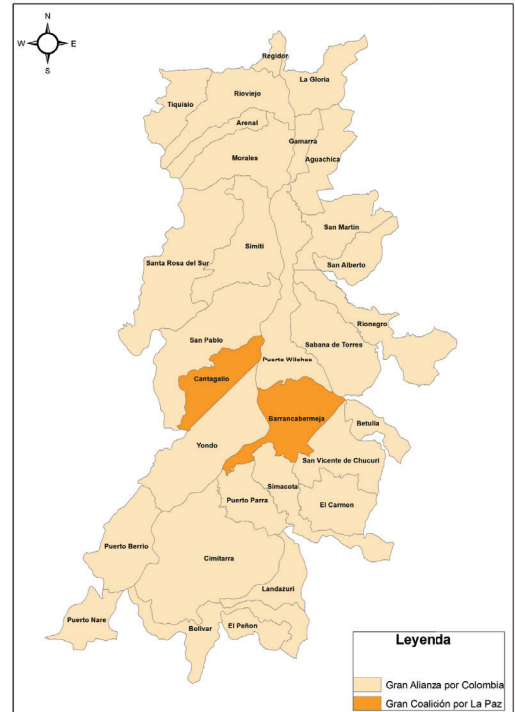 N
W E
S
Regidor
La Gloria
Rioviejo
Tiquisio
Arenal
Gamarra
Morales
Aguachica
San Martin
Simiti
Santa Rosa del Sur
San Alberto
Rionegro
San Pablo
Sabana de Torres
Puerto Wilches
Cantagallo
Barrancabermeja
Betulia
Yondo
San Vicente de Chucuri
Simacota
Puerto Parra
El Carmen
Puerto Berrio
Cimitarra
Landazuri
Puerto Nare
Bolivar
El Peñon
Leyenda
Gran Alianza por Colombia
Gran Coalición por La Paz